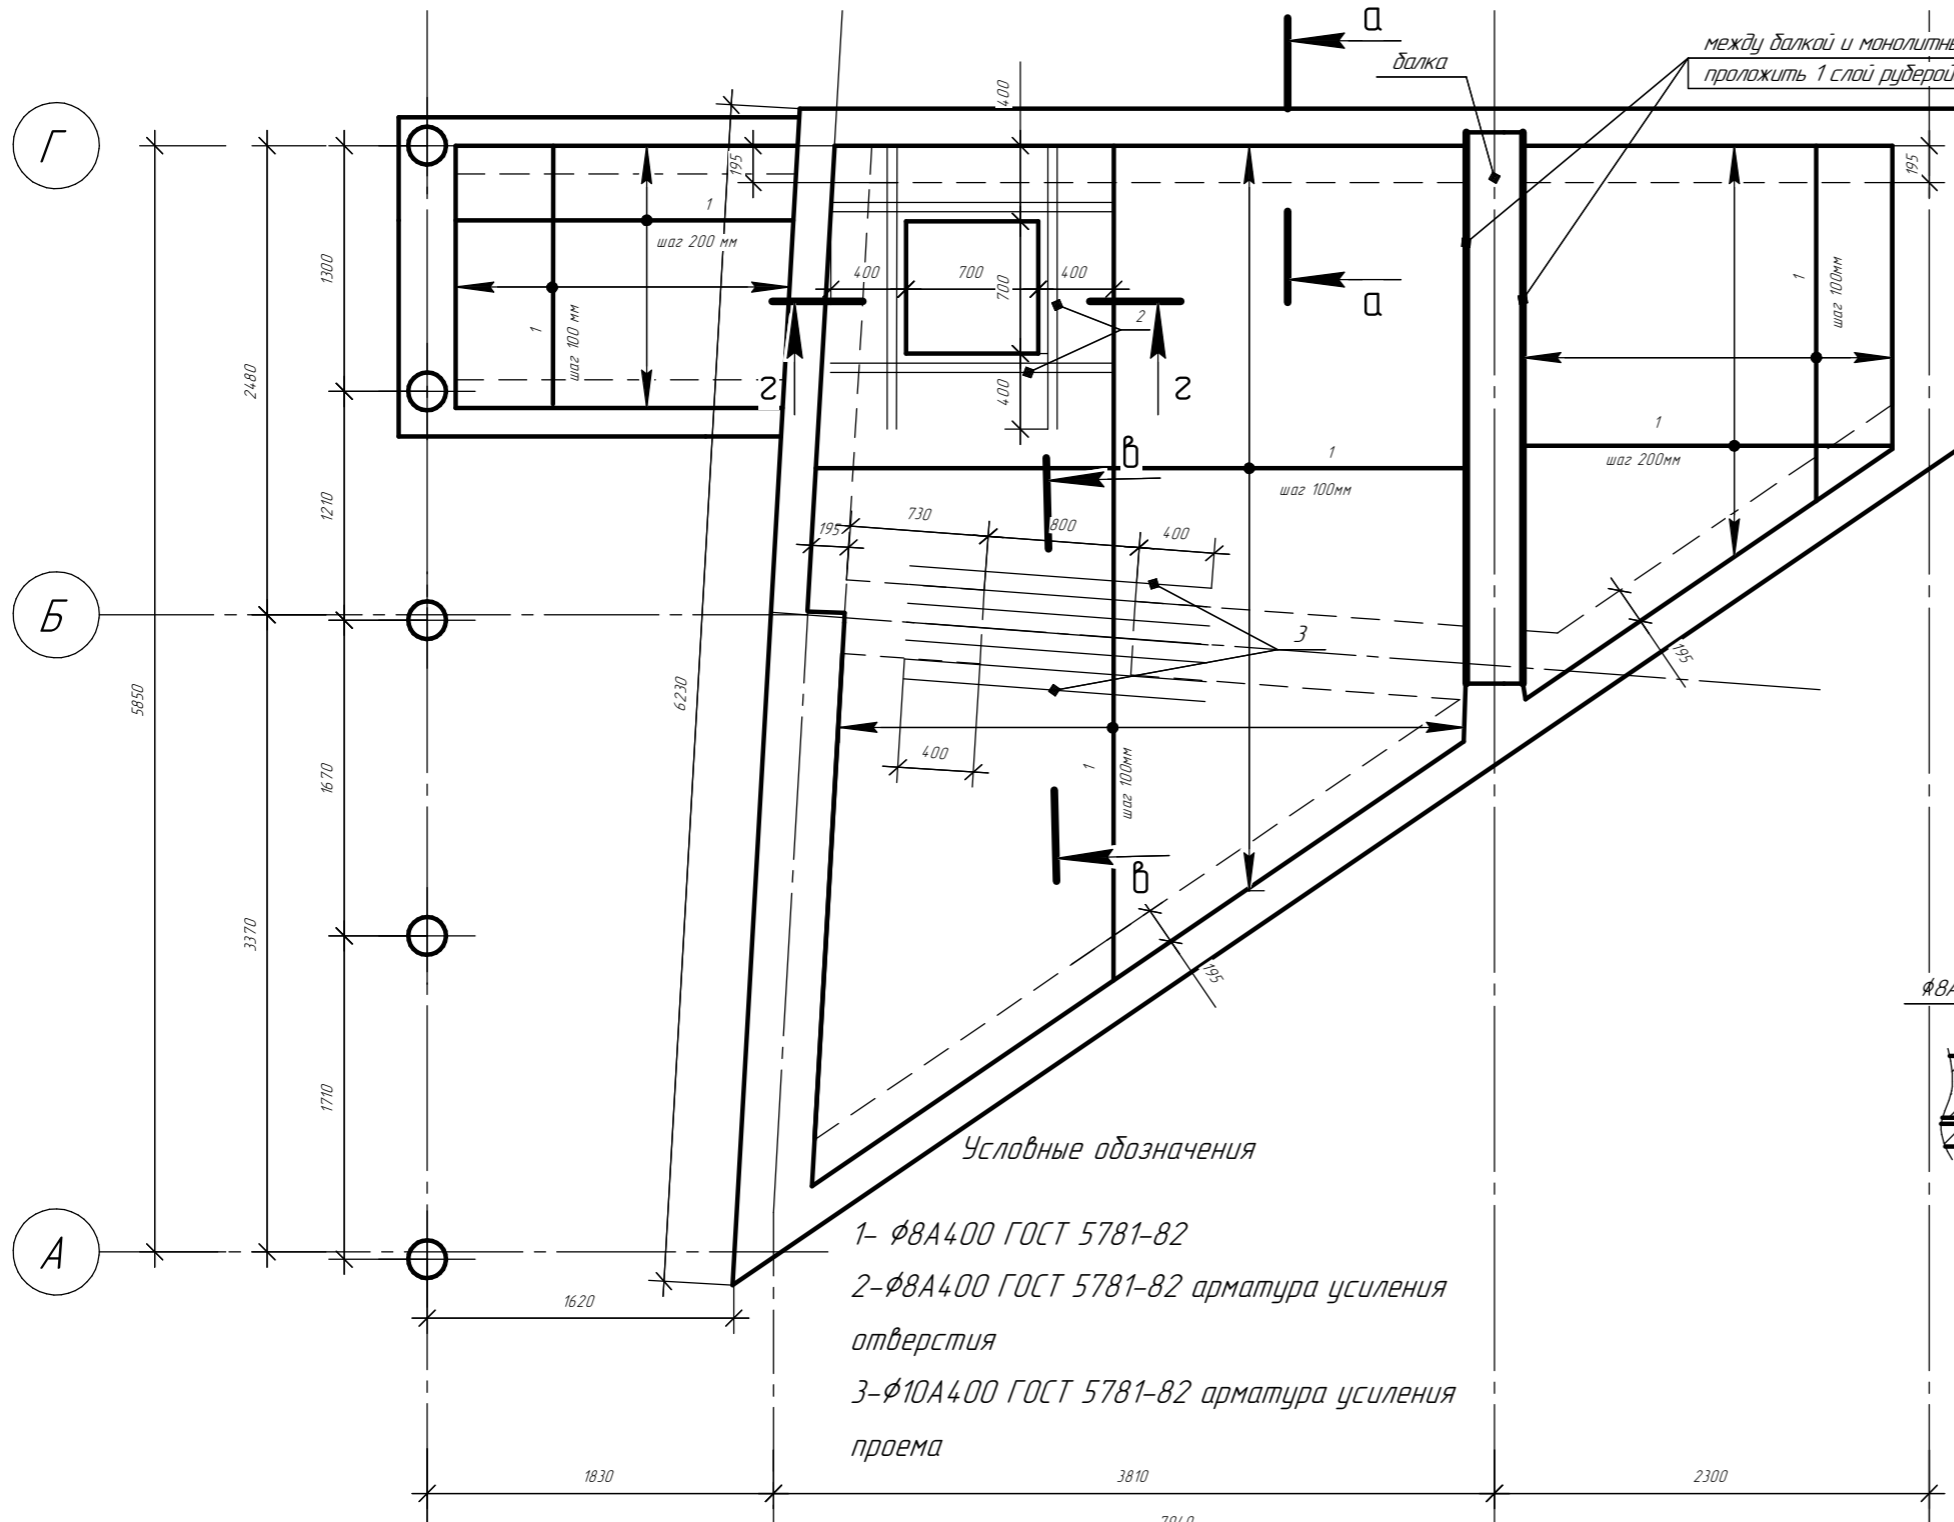 а
балка
между балкой и монолитн
проложить 1 слой рубероид
Г
400
195
195
1
шаг 200 мм
1300
400
700
400
700
а
1
шаг 100мм
2
1
шаг 100 мм
2480
400
г
г
в
1
шаг 100мм
1
шаг 200мм
1210
195
730
800
400
Б
3
195
5850
6230
400
1670
1
шаг 100мм
в
3370
195
ф8А
1710
Условные обозначения
А
1- ф8А400 ГОСТ 5781-82
2-ф8А400 ГОСТ 5781-82 арматура усиления
отверстия
3-ф10А400 ГОСТ 5781-82 арматура усиления
проема
1620
1830
3810
2300